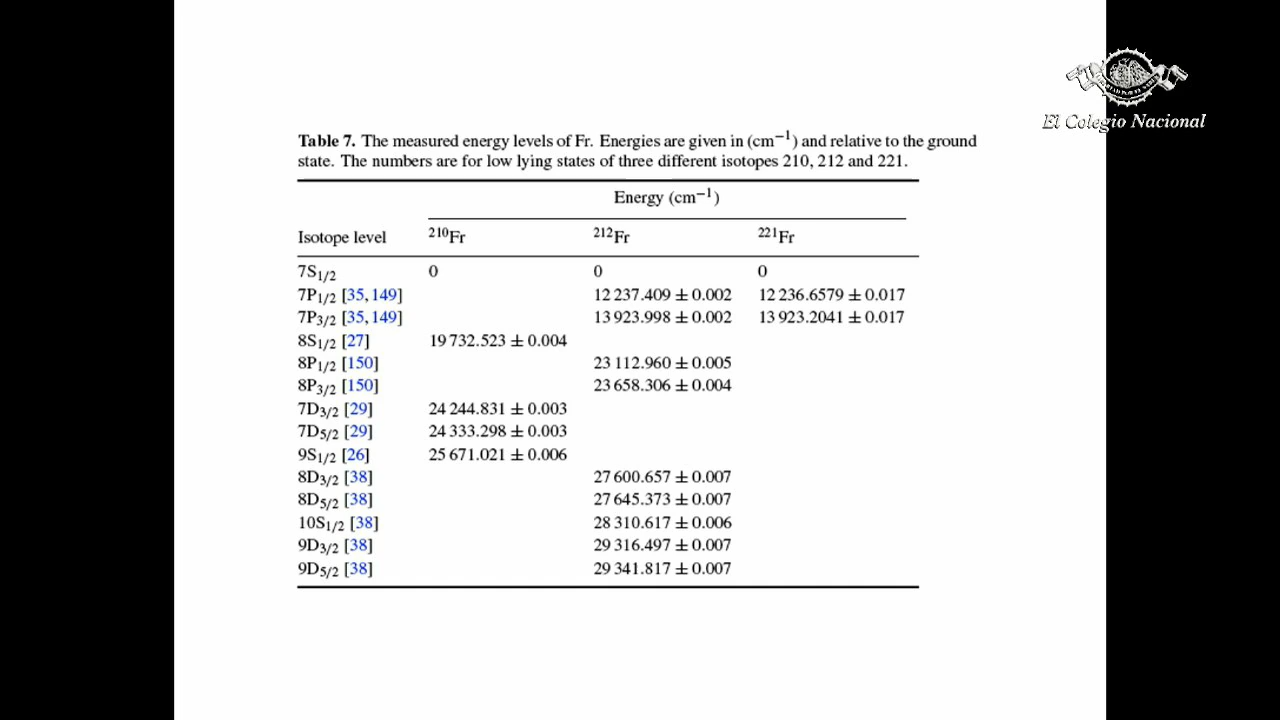 El Colegio Nacional
Table 7. The measured energy levels of Fr. Energies are given in (cm⁻¹) and relative to the ground
state. The numbers are for low lying states of three different isotopes 210, 212 and 221.
Energy (cm⁻¹)
Isotope level ²¹⁰Fr ²¹²Fr ²²¹Fr
7S1/2 0 0 0
7P1/2 [35, 149] 12 237.409 ± 0.002 12 236.6579 ± 0.017
7P3/2 [35, 149] 13 923.998 ± 0.002 13 923.2041 ± 0.017
8S1/2 [27] 19 732.523 ± 0.004
8P1/2 [150] 23 112.960 ± 0.005
8P3/2 [150] 23 658.306 ± 0.004
7D3/2 [29] 24 244.831 ± 0.003
7D5/2 [29] 24 333.298 ± 0.003
9S1/2 [26] 25 671.021 ± 0.006
8D3/2 [38] 27 600.657 ± 0.007
8D5/2 [38] 27 645.373 ± 0.007
10S1/2 [38] 28 310.617 ± 0.006
9D3/2 [38] 29 316.497 ± 0.007
9D5/2 [38] 29 341.817 ± 0.007